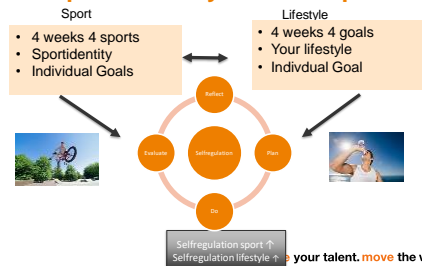 Sport
• 4 weeks 4 sports
• Sportidentity
• Individual Goals
Lifestyle
• 4 weeks 4 goals
• Your lifestyle
• Indivdual Goal
Reflect
Evaluate
Selfregulation
Plan
Do
Selfregulation sport ↑
Selfregulation lifestyle ↑
your talent. move the